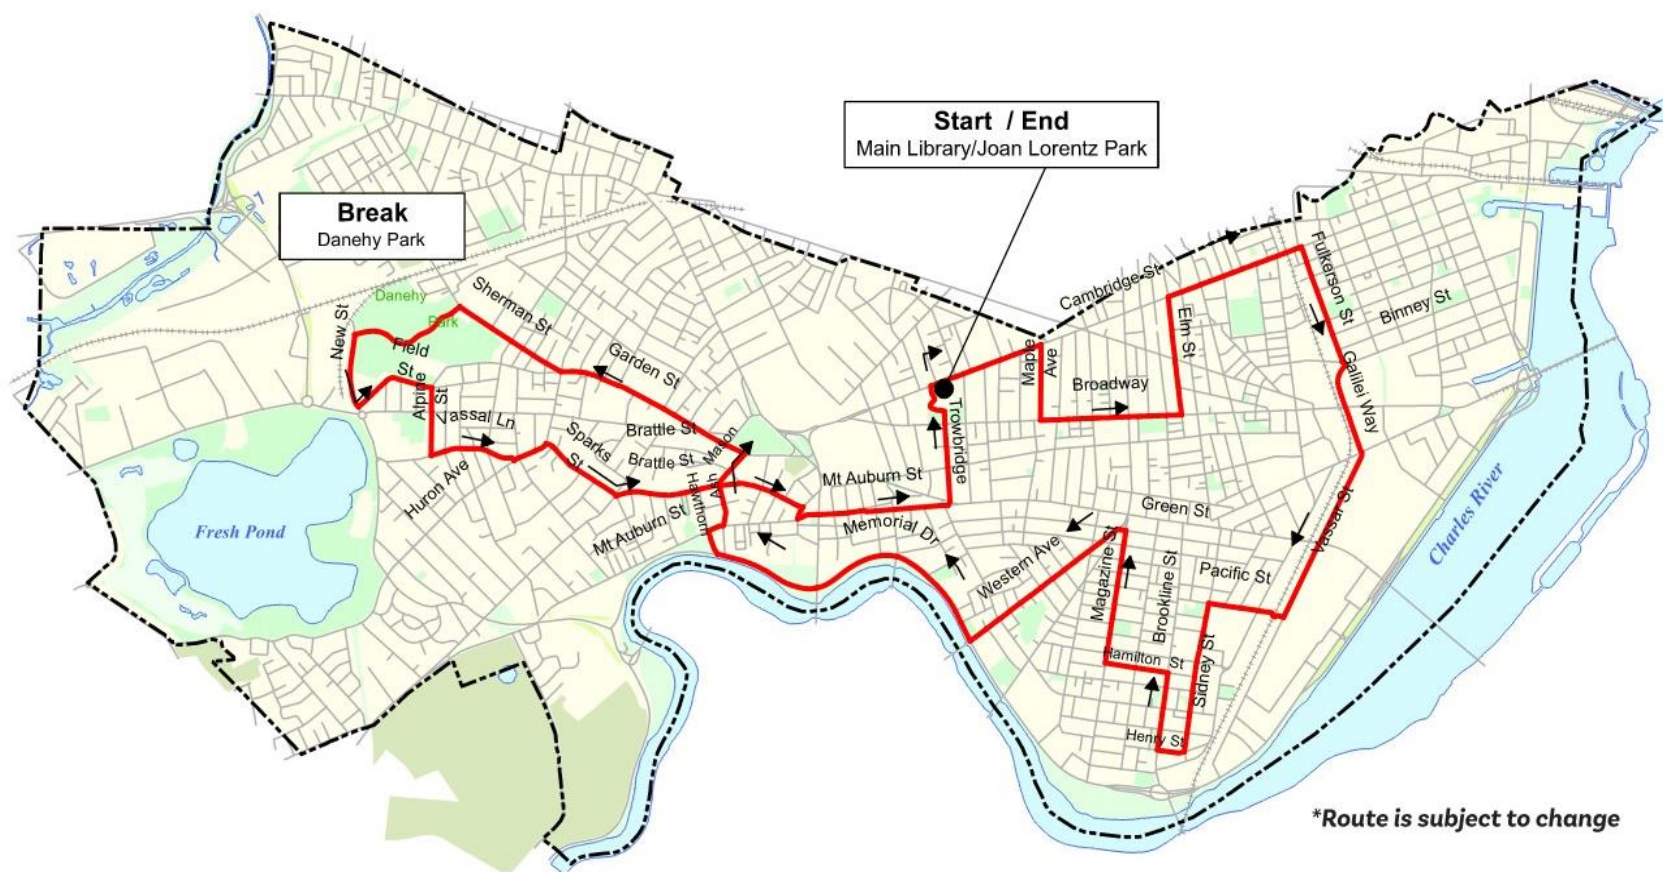 Start / End
Main Library/Joan Lorentz Park
Break
Danehy Park
Danehy
Park
Sherman St
New St
Field
St
Alpine
St
Garden St
Vassal Ln
Brattle St
Brattle St
Sparks
St
Mason
Ash
Hawthorn
Huron Ave
Mt Auburn St
Mt Auburn St
Fresh Pond
Trowbridge
Maple
Ave
Cambridge St
Elm St
Broadway
Fulkerson St
Binney St
Galilei Way
Vassar St
Charles River
Memorial Dr
Western Ave
Green St
Magazine St
Brookline St
Pacific St
Hamilton St
Sidney St
Henry St
*Route is subject to change